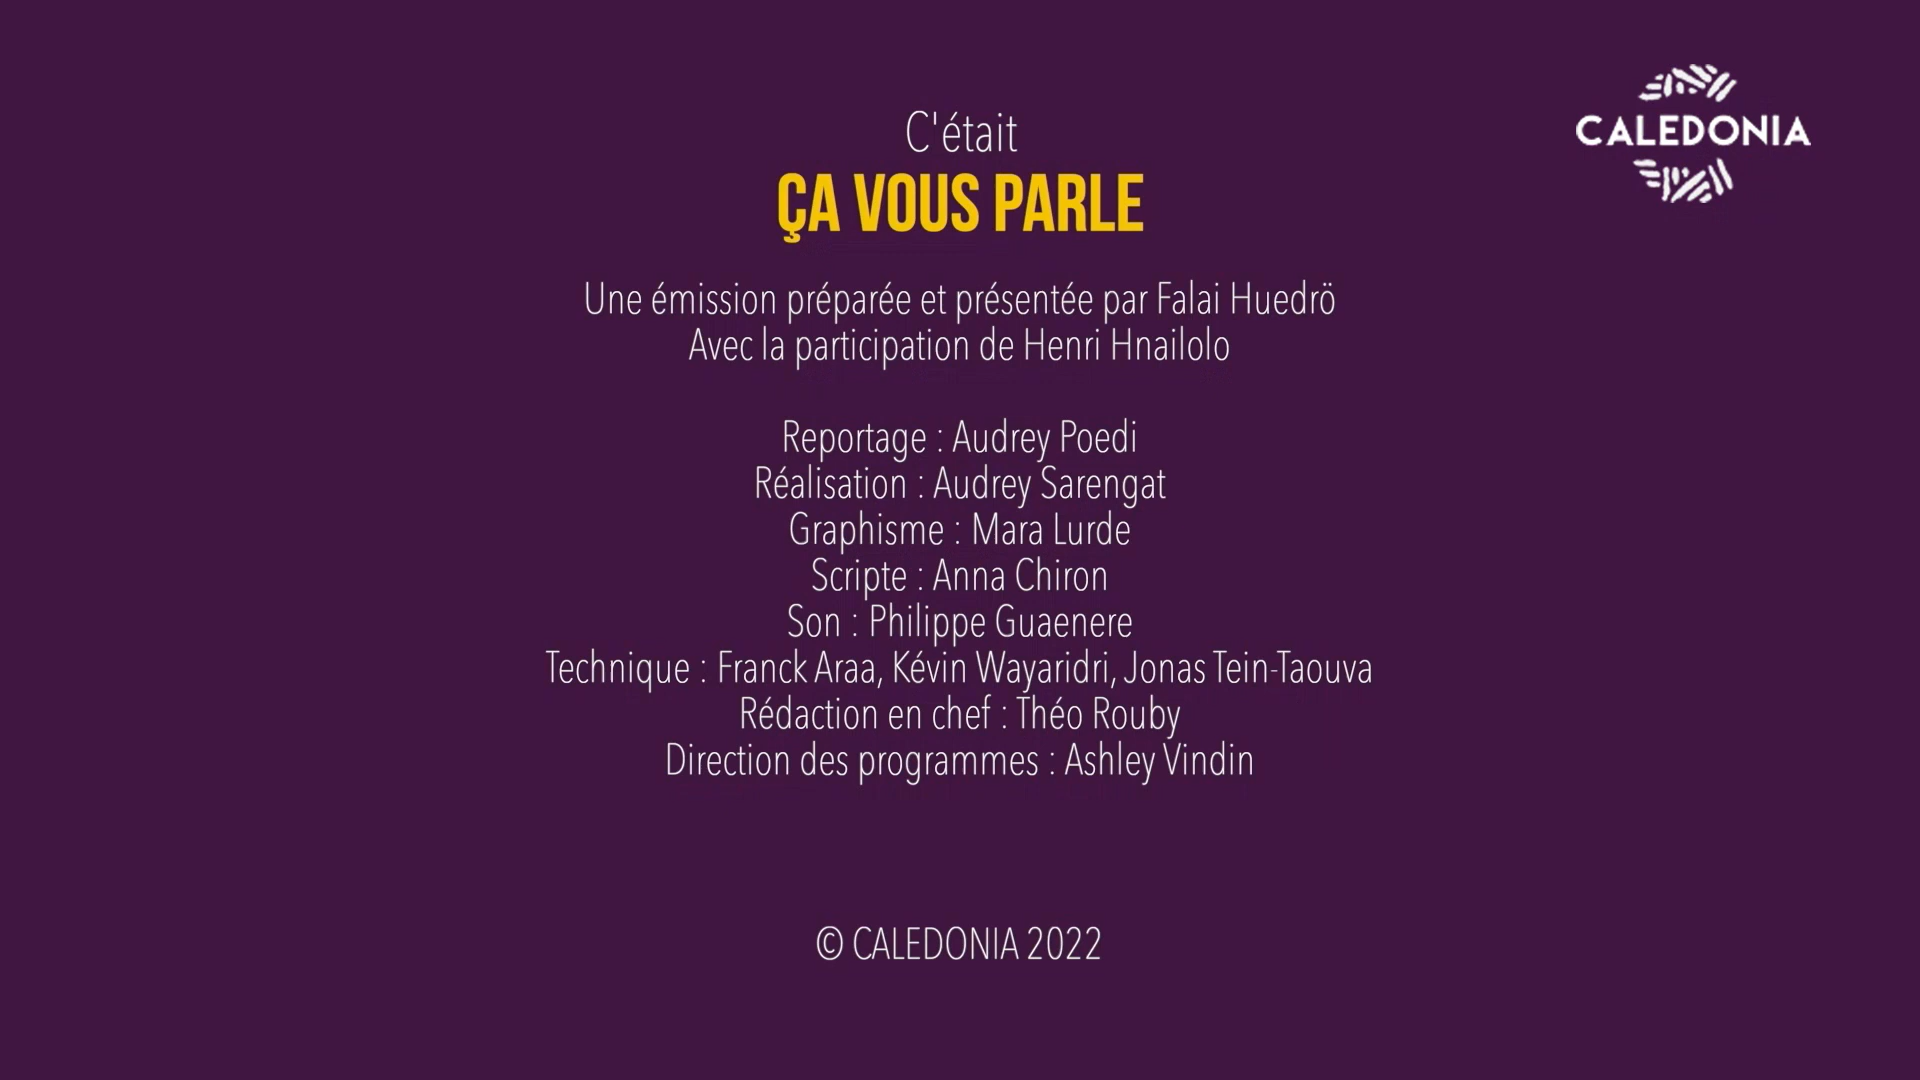 CALEDONIA
C'était
ÇA VOUS PARLE
Une émission préparée et présentée par Falai Huedrö
Avec la participation de Henri Hnailolo
Reportage : Audrey Poedi
Réalisation : Audrey Sarengat
Graphisme : Mara Lurde
Scripte : Anna Chiron
Son : Philippe Guaenere
Technique : Franck Araa, Kévin Wayaridri, Jonas Tein-Taouva
Rédaction en chef : Théo Rouby
Direction des programmes : Ashley Vindin
© CALEDONIA 2022